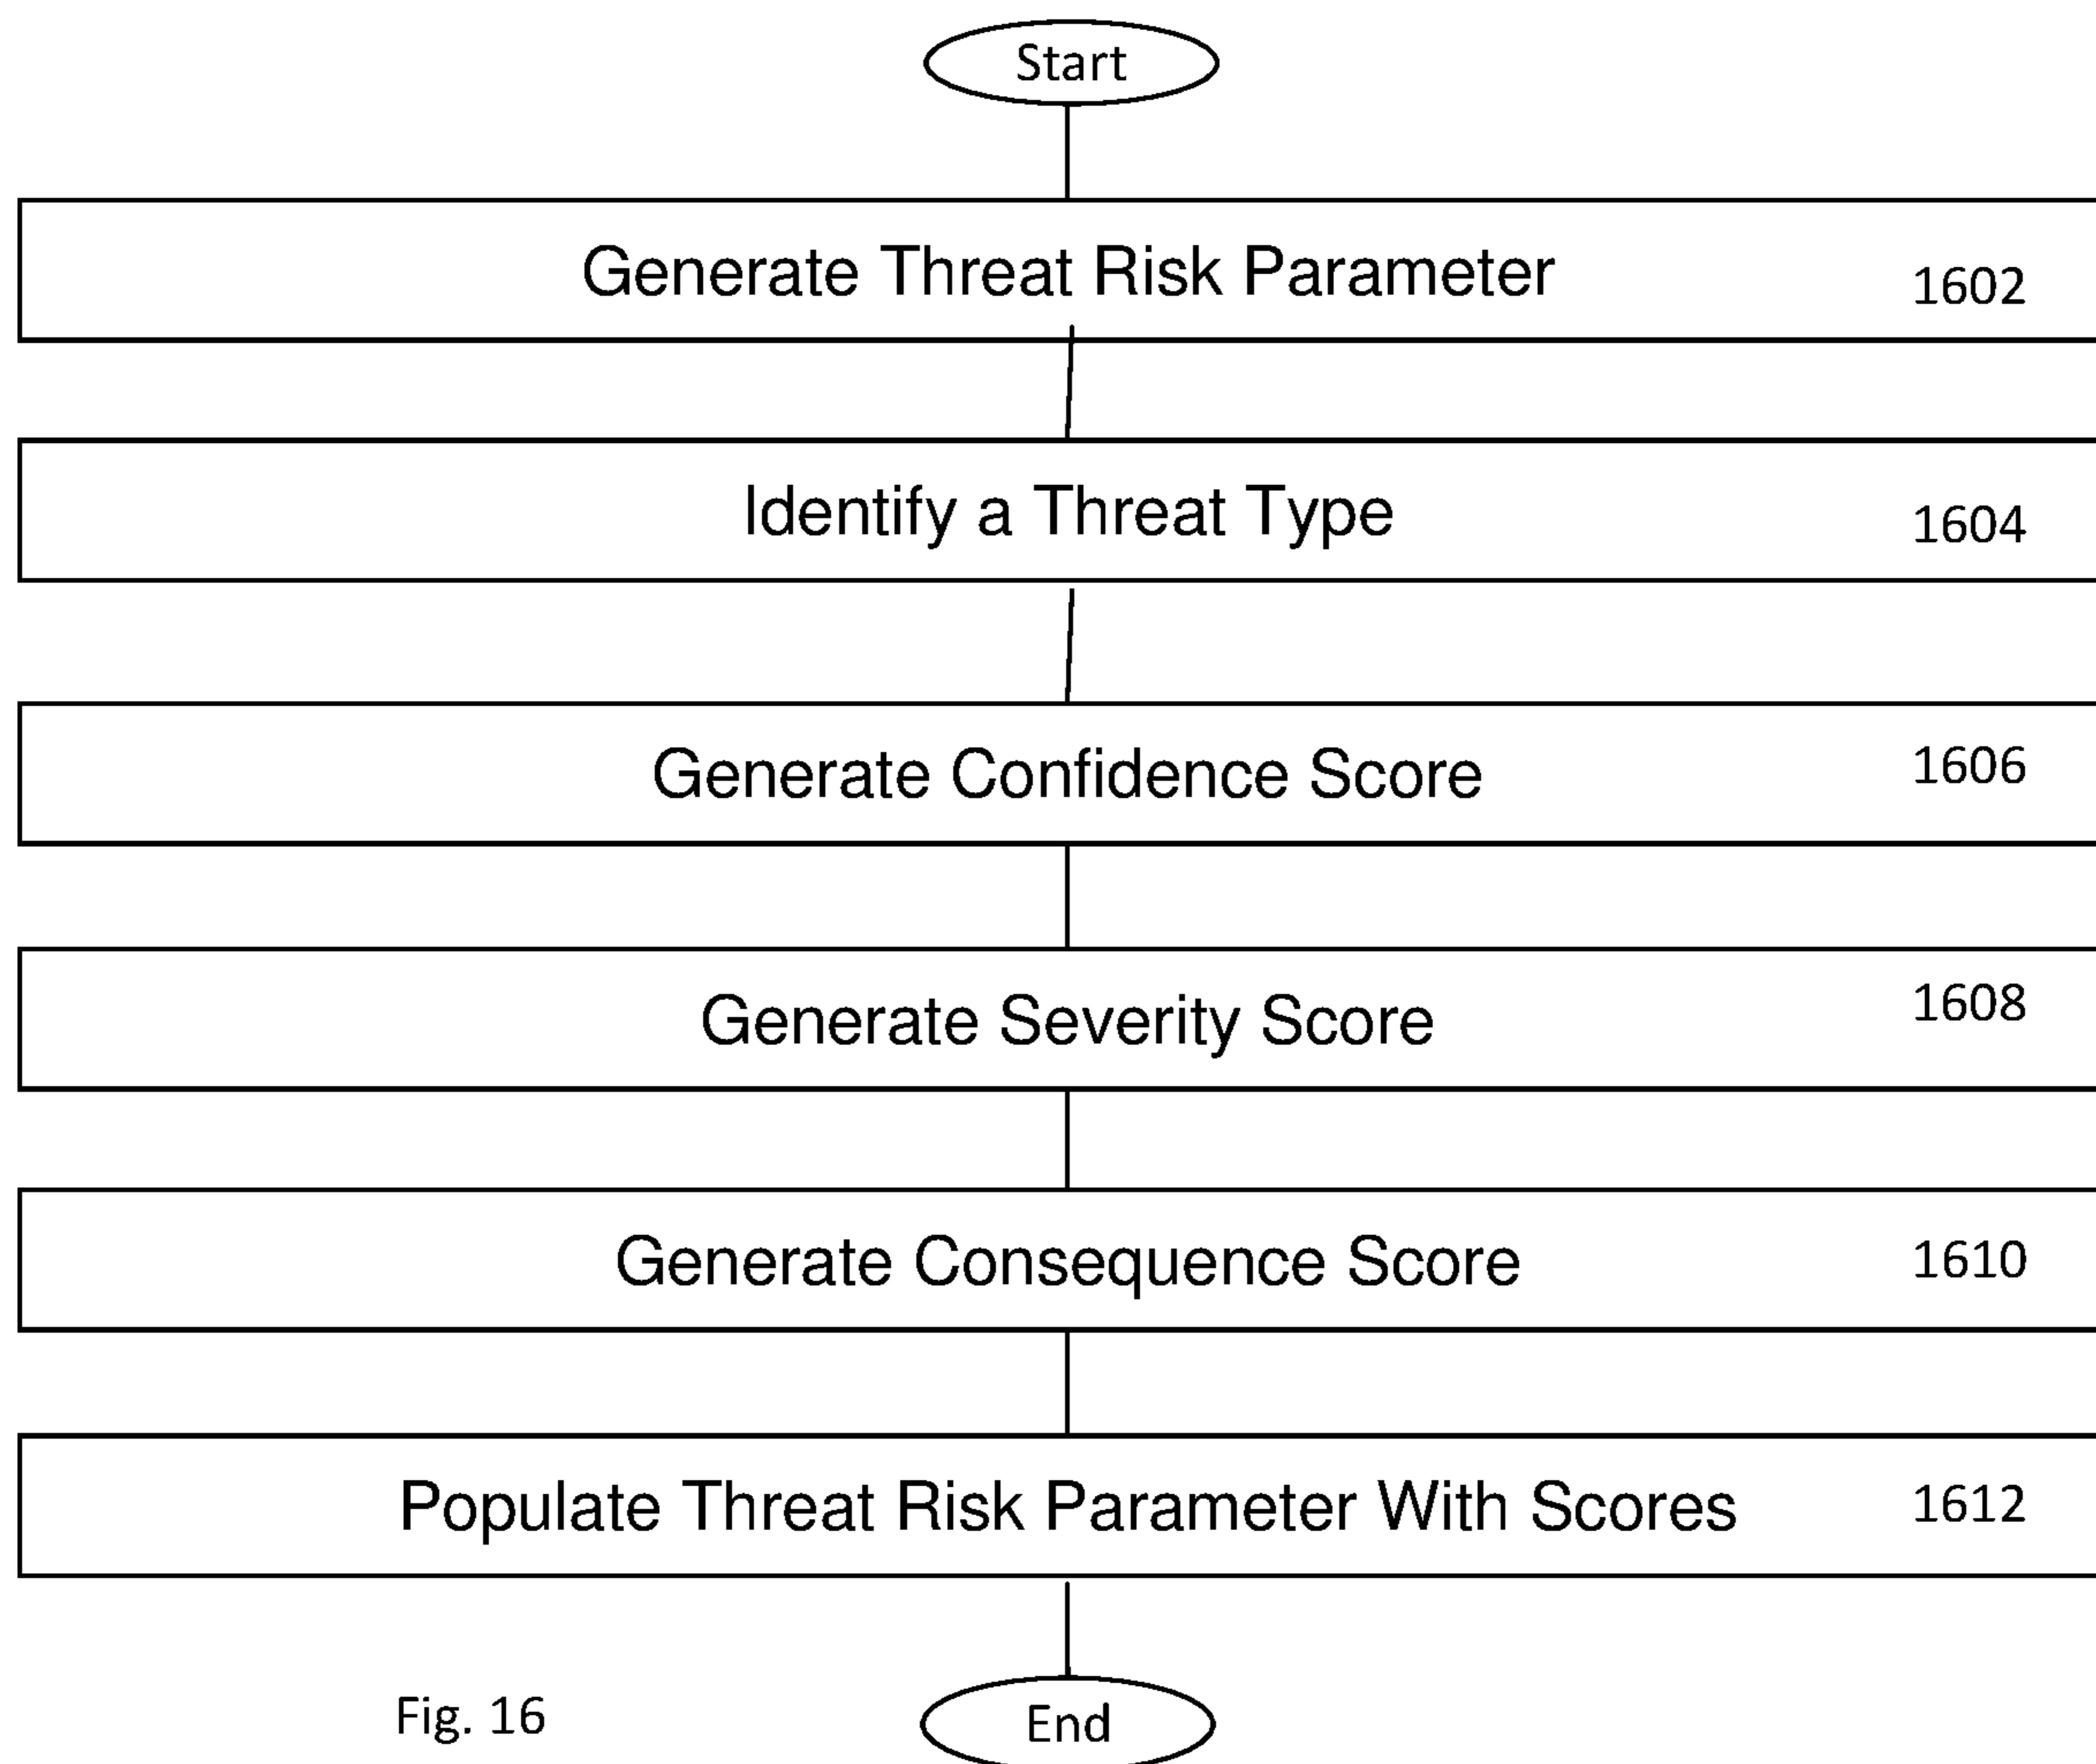 Start
Generate Threat Risk Parameter 1602
Identify a Threat Type 1604
Generate Confidence Score 1606
Generate Severity Score 1608
Generate Consequence Score 1610
Populate Threat Risk Parameter With Scores 1612
Fig. 16
End